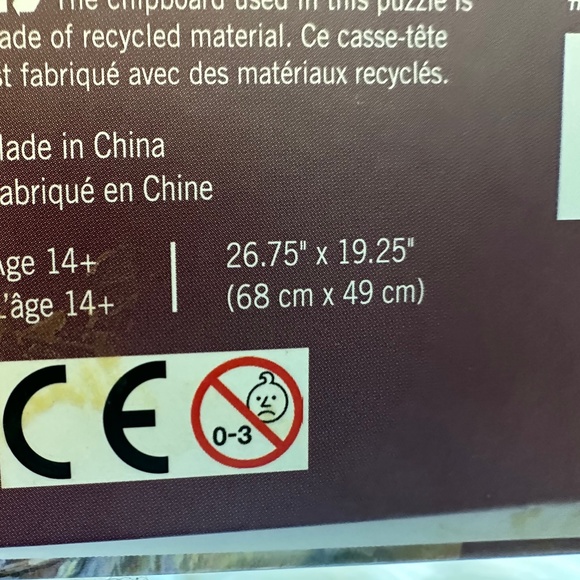 The chipboard used in this puzzle is
ade of recycled material. Ce casse-tête
st fabriqué avec des matériaux recyclés.
ade in China
abriqué en Chine
Age 14+
L'âge 14+
26.75" x 19.25"
(68 cm x 49 cm)
CE
0-3